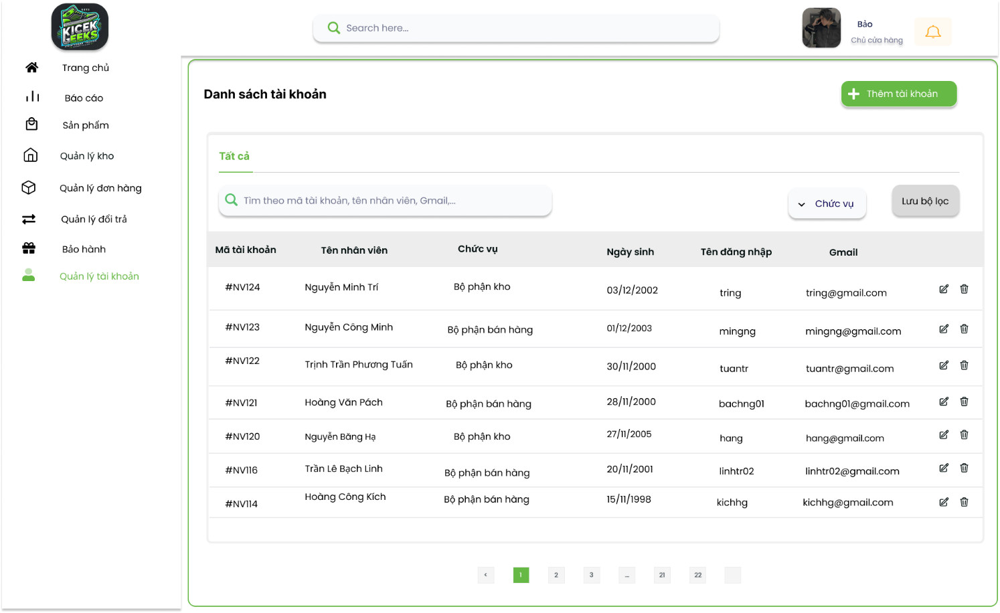 KICEK
GEEKS
Search here...
Bảo
Chủ cửa hàng
Trang chủ
Báo cáo
Sản phẩm
Quản lý kho
Quản lý đơn hàng
Quản lý đổi trả
Bảo hành
Quản lý tài khoản
Danh sách tài khoản
Thêm tài khoản
Tất cả
Tìm theo mã tài khoản, tên nhân viên, Gmail,...
Chức vụ
Lưu bộ lọc
Mã tài khoản Tên nhân viên Chức vụ Ngày sinh Tên đăng nhập Gmail
#NV124 Nguyễn Minh Trí Bộ phận kho 03/12/2002 tring tring@gmail.com
#NV123 Nguyễn Công Minh Bộ phận bán hàng 01/12/2003 mingng mingng@gmail.com
#NV122 Trịnh Trần Phương Tuấn Bộ phận kho 30/11/2000 tuantr tuantr@gmail.com
#NV121 Hoàng Văn Pách Bộ phận bán hàng 28/11/2000 bachng01 bachng01@gmail.com
#NV120 Nguyễn Băng Hạ Bộ phận kho 27/11/2005 hang hang@gmail.com
#NV116 Trần Lê Bạch Linh Bộ phận bán hàng 20/11/2001 linhtr02 linhtr02@gmail.com
#NV114 Hoàng Công Kích Bộ phận bán hàng 15/11/1998 kichhg kichhg@gmail.com
< 1 2 3 ... 21 22